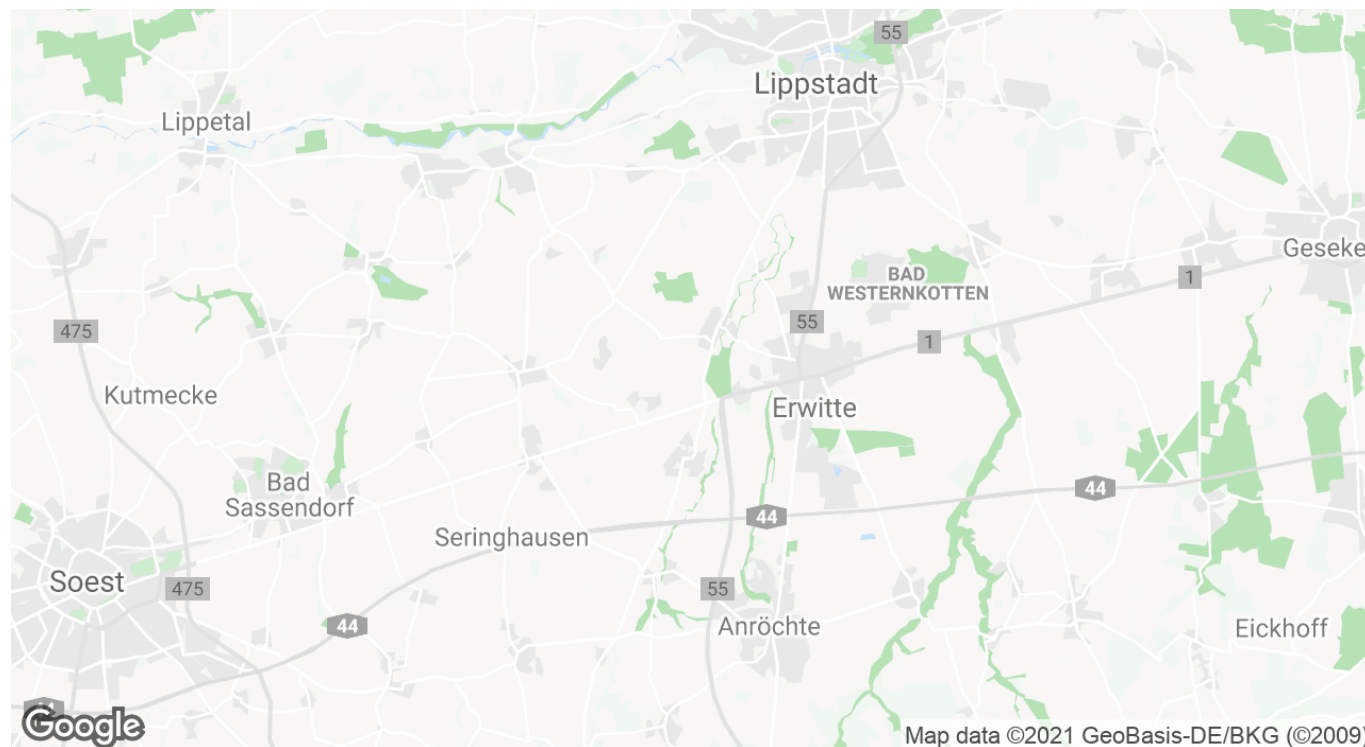 55
Lippstadt
Lippetal
Geseke
BAD
WESTERNKOTTEN
1
475
55
1
Kutmecke
Erwitte
Bad
Sassendorf
44
44
Seringhausen
Soest
475
55
44
Anröchte
Eickhoff
Google
Map data ©2021 GeoBasis-DE/BKG (©2009)